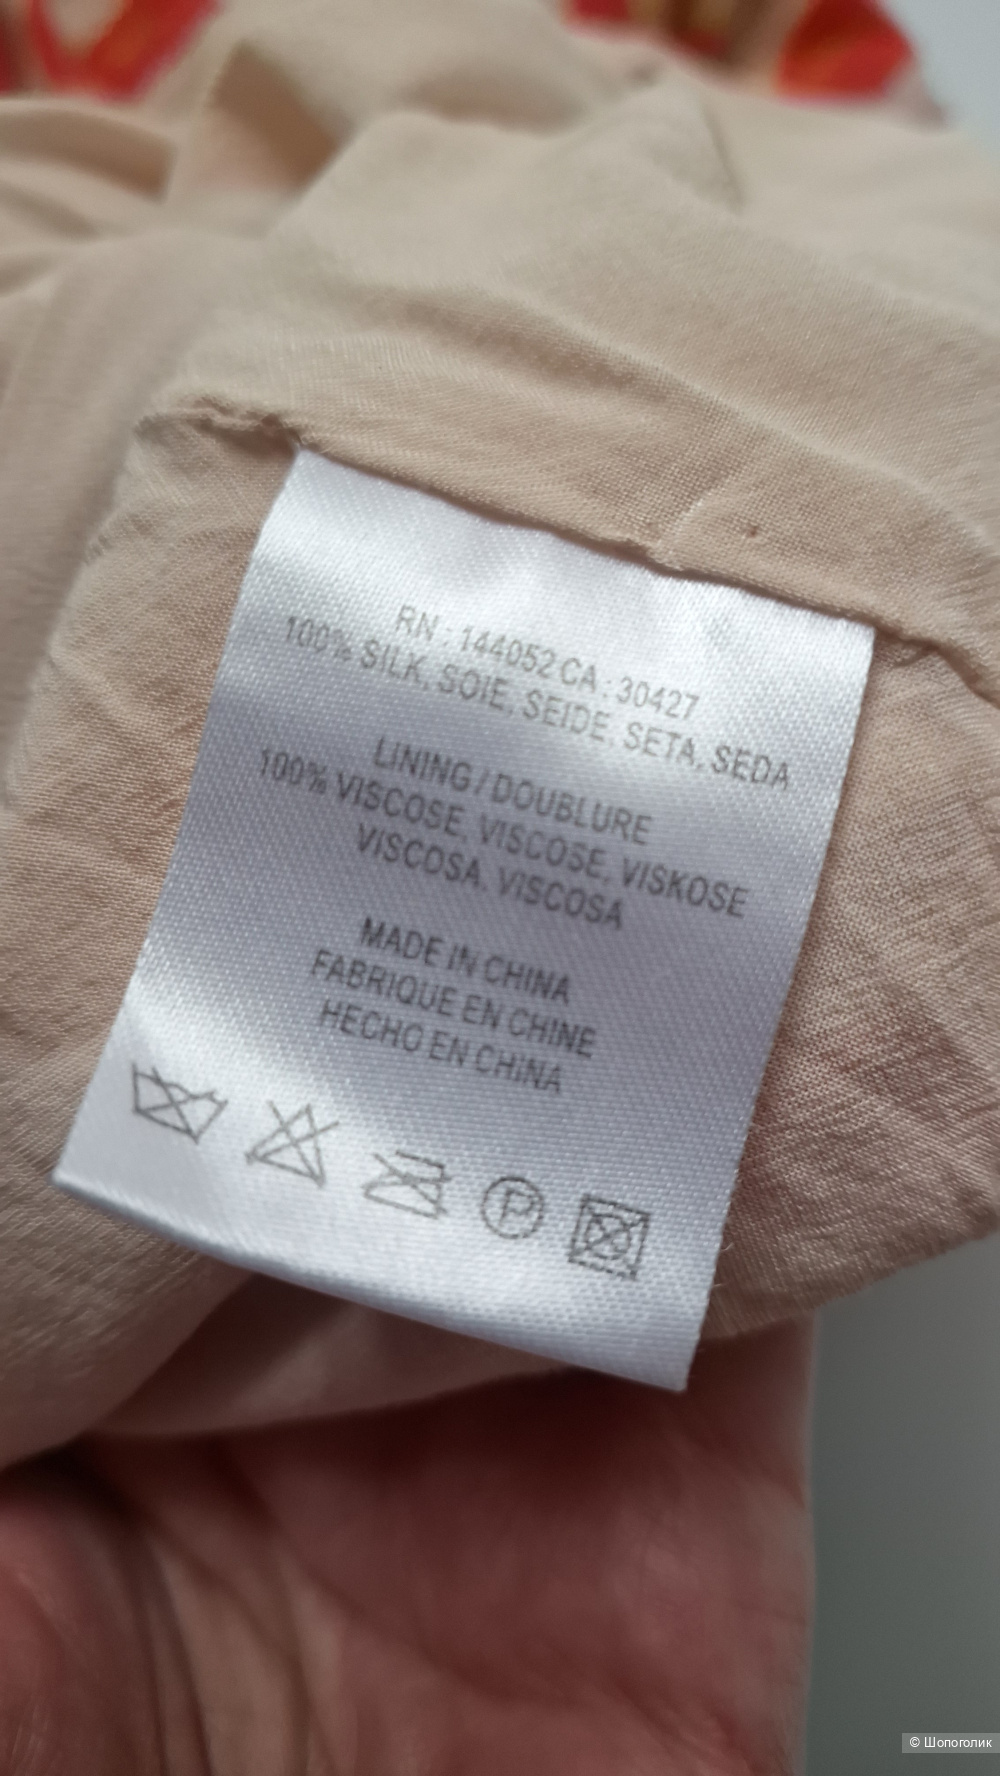 RN : 144052 CA : 30427
100% SILK, SOIE, SEIDE, SETA, SEDA
LINING / DOUBLURE
100% VISCOSE, VISCOSE, VISKOSE
VISCOSA, VISCOSA
MADE IN CHINA
FABRIQUE EN CHINE
HECHO EN CHINA
P
© Шопоголик